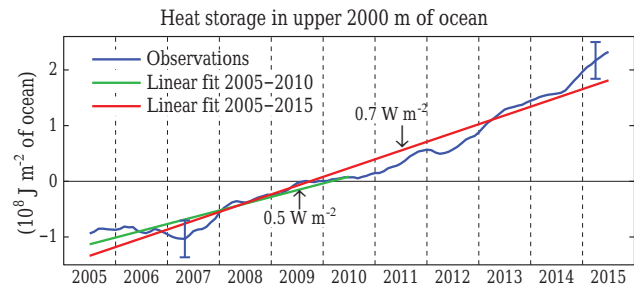 Heat storage in upper 2000 m of ocean
(10⁸ J m⁻² of ocean)
2
1
0
−1
Observations
Linear fit 2005−2010
Linear fit 2005−2015
0.7 W m⁻²
0.5 W m⁻²
2005 2006 2007 2008 2009 2010 2011 2012 2013 2014 2015